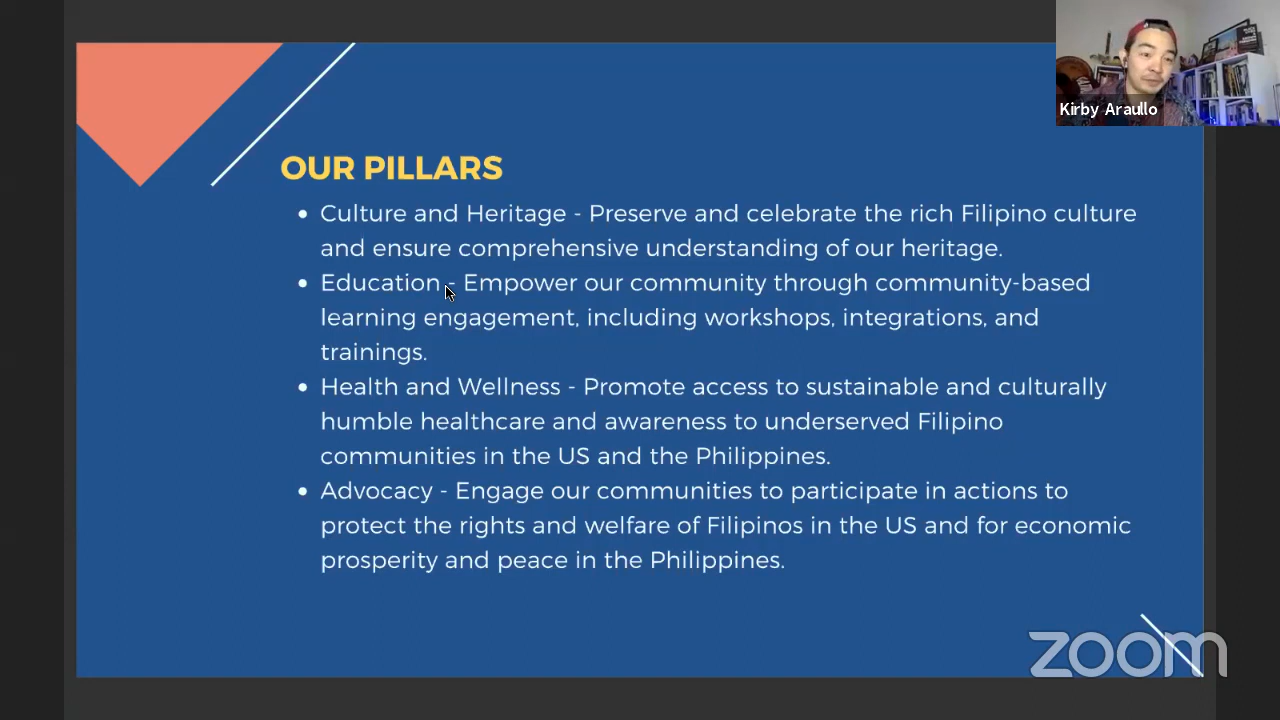 Kirby Araullo
OUR PILLARS
• Culture and Heritage - Preserve and celebrate the rich Filipino culture
and ensure comprehensive understanding of our heritage.
• Education - Empower our community through community-based
learning engagement, including workshops, integrations, and
trainings.
• Health and Wellness - Promote access to sustainable and culturally
humble healthcare and awareness to underserved Filipino
communities in the US and the Philippines.
• Advocacy - Engage our communities to participate in actions to
protect the rights and welfare of Filipinos in the US and for economic
prosperity and peace in the Philippines.
zoom